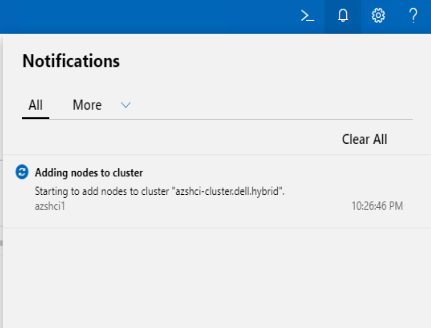 Notifications
All More
Clear All
Adding nodes to cluster
Starting to add nodes to cluster "azshci-cluster.dell.hybrid".
azshci1 10:26:46 PM